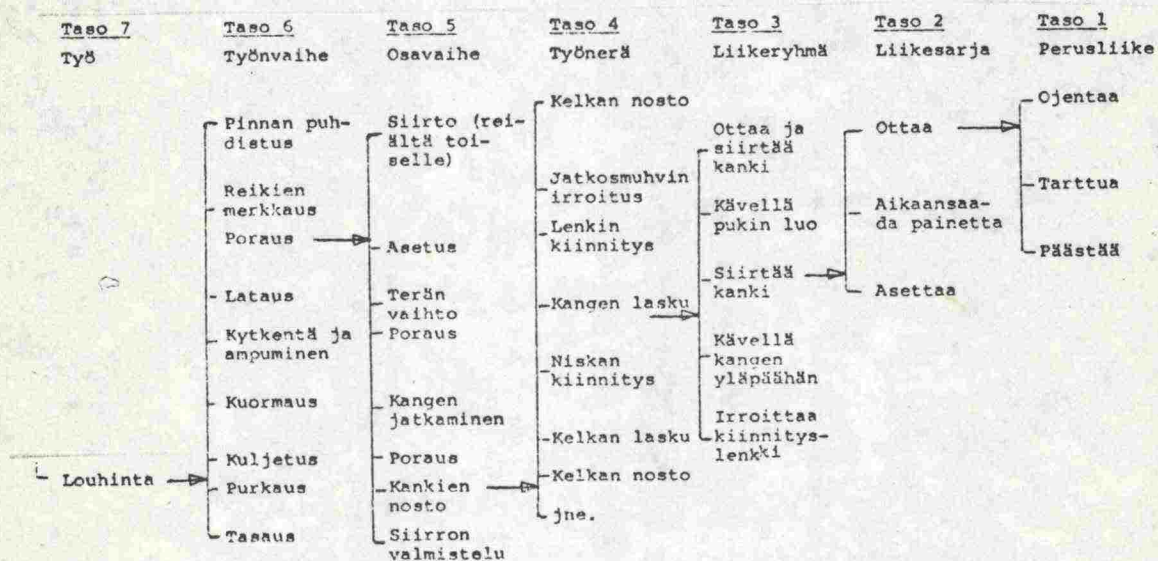 Taso 7
Työ
Louhinta
Taso 6
Työnvaihe
Pinnan puh-
distus
Reikien
merkkaus
Poraus
Lataus
Kytkentä ja
ampuminen
Kuormaus
Kuljetus
Purkaus
Tasaus
Taso 5
Osavaihe
Siirto (rei-
ältä toi-
selle)
Asetus
Terän
vaihto
Poraus
Kangen
jatkaminen
Poraus
Kankien
nosto
Siirron
valmistelu
Taso 4
Työnerä
Kelkan nosto
Jatkosmuhvin
irroitus
Lenkin
kiinnitys
Kangen lasku
Niskan
kiinnitys
Kelkan lasku
Kelkan nosto
jne.
Taso 3
Liikeryhmä
Ottaa ja
siirtää
kanki
Kävellä
pukin luo
Siirtää
kanki
Kävellä
kangen
yläpäähän
Irroittaa
kiinnitys-
lenkki
Taso 2
Liikesarja
Ottaa
Aikaansaa-
da painetta
Asettaa
Taso 1
Perusliike
Ojentaa
Tarttua
Päästää